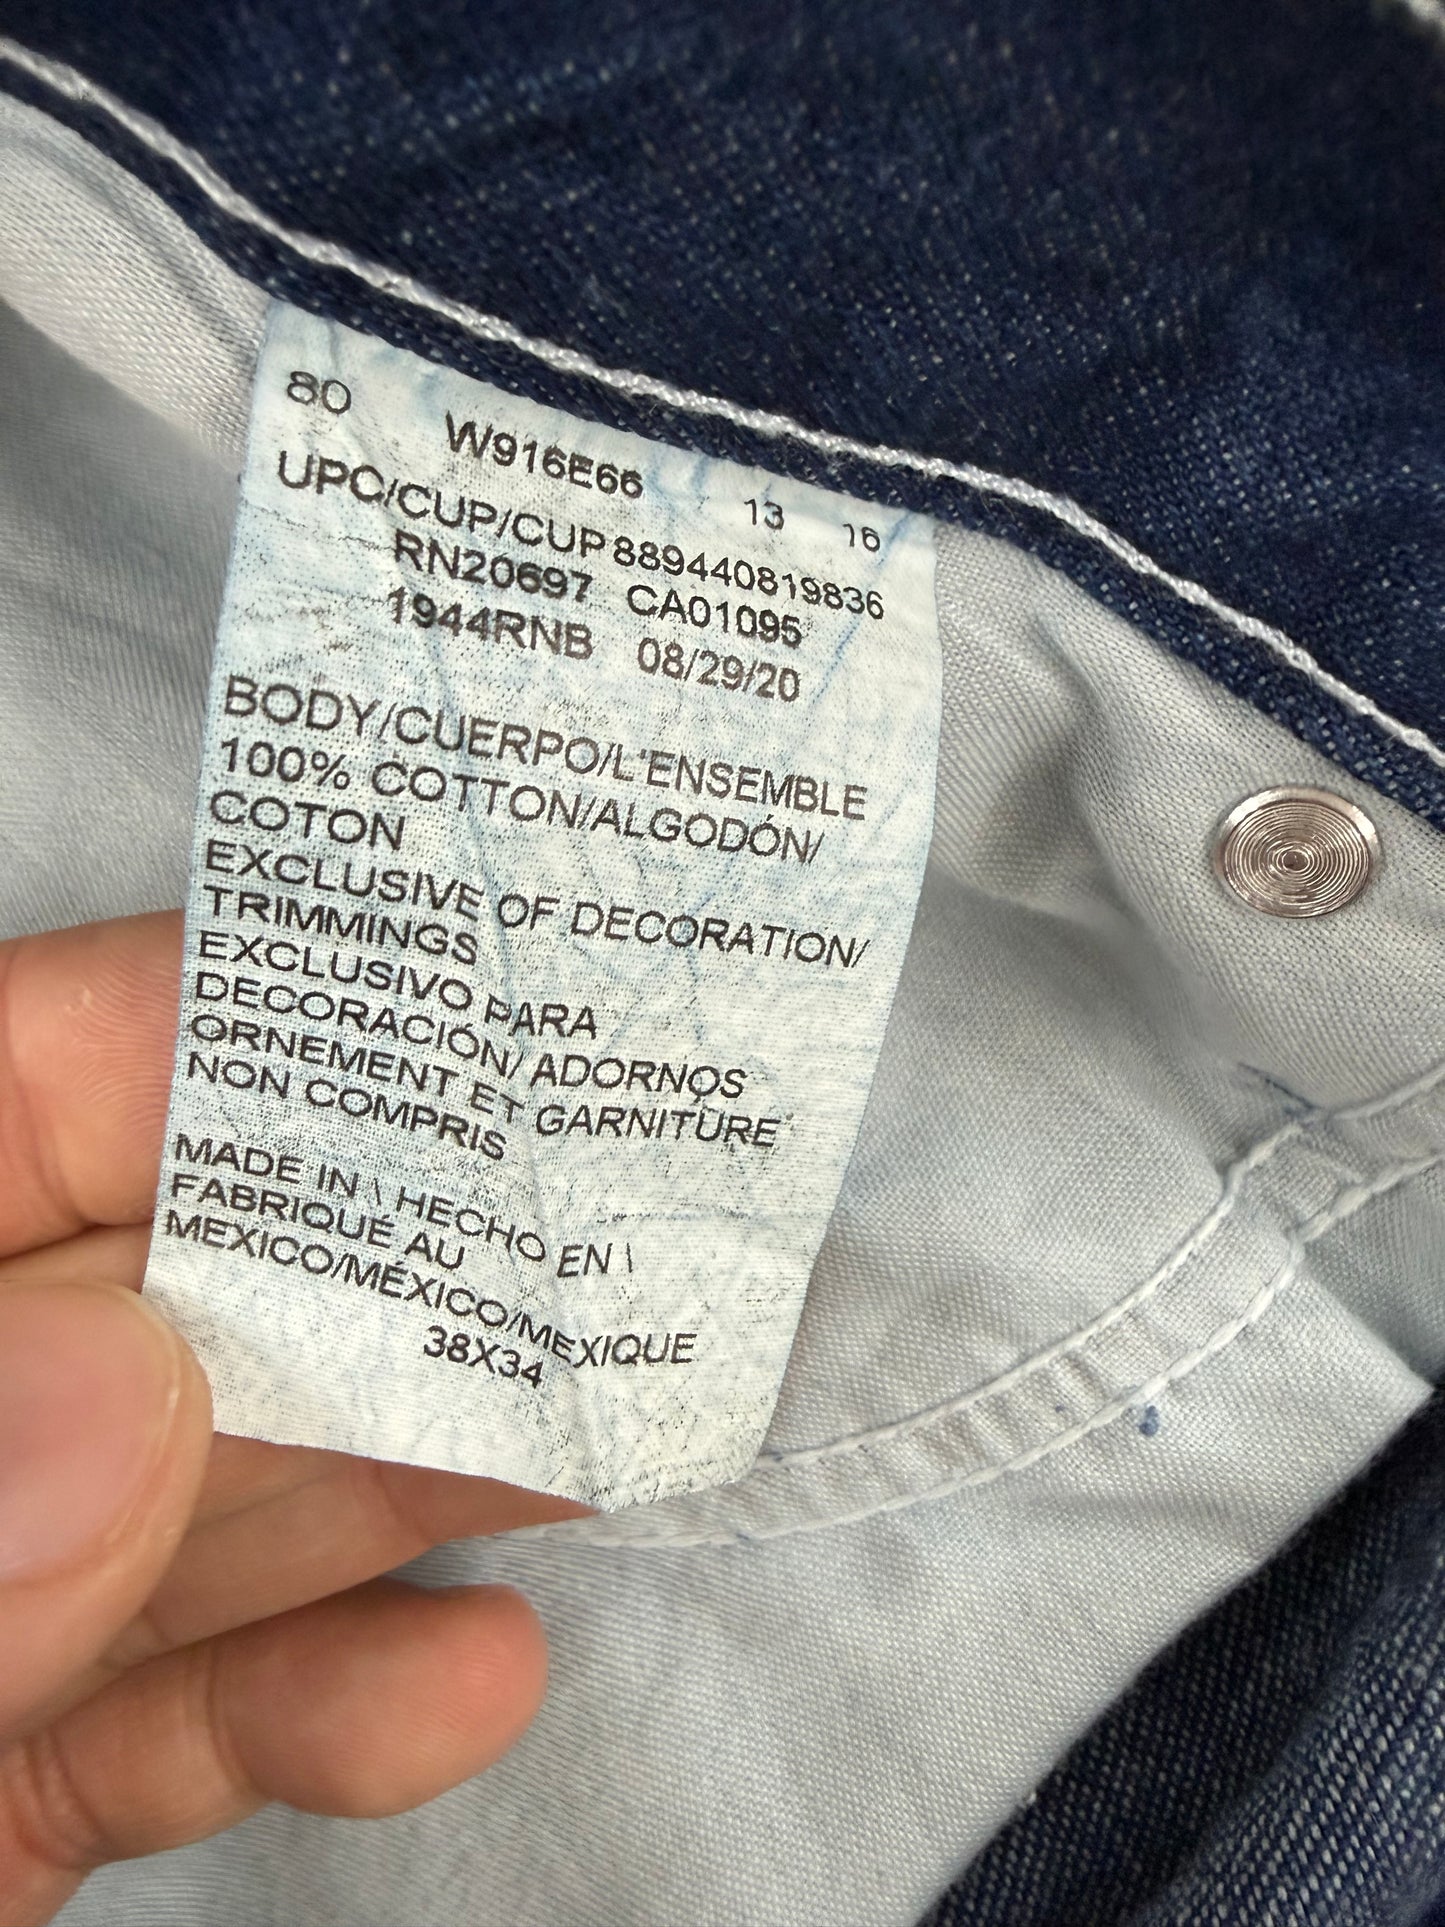 80 W916E66 13 16
UPC/CUP/CUP 889440819836
RN20697 CA01095
1944RNB 08/29/20
BODY/CUERPO/L'ENSEMBLE
100% COTTON/ALGODÓN/
COTON
EXCLUSIVE OF DECORATION/
TRIMMINGS
EXCLUSIVO PARA
DECORACIÓN/ ADORNOS
ORNEMENT ET GARNITURE
NON COMPRIS
MADE IN \ HECHO EN \
FABRIQUÉ AU
MEXICO/MÉXICO/MEXIQUE
38X34